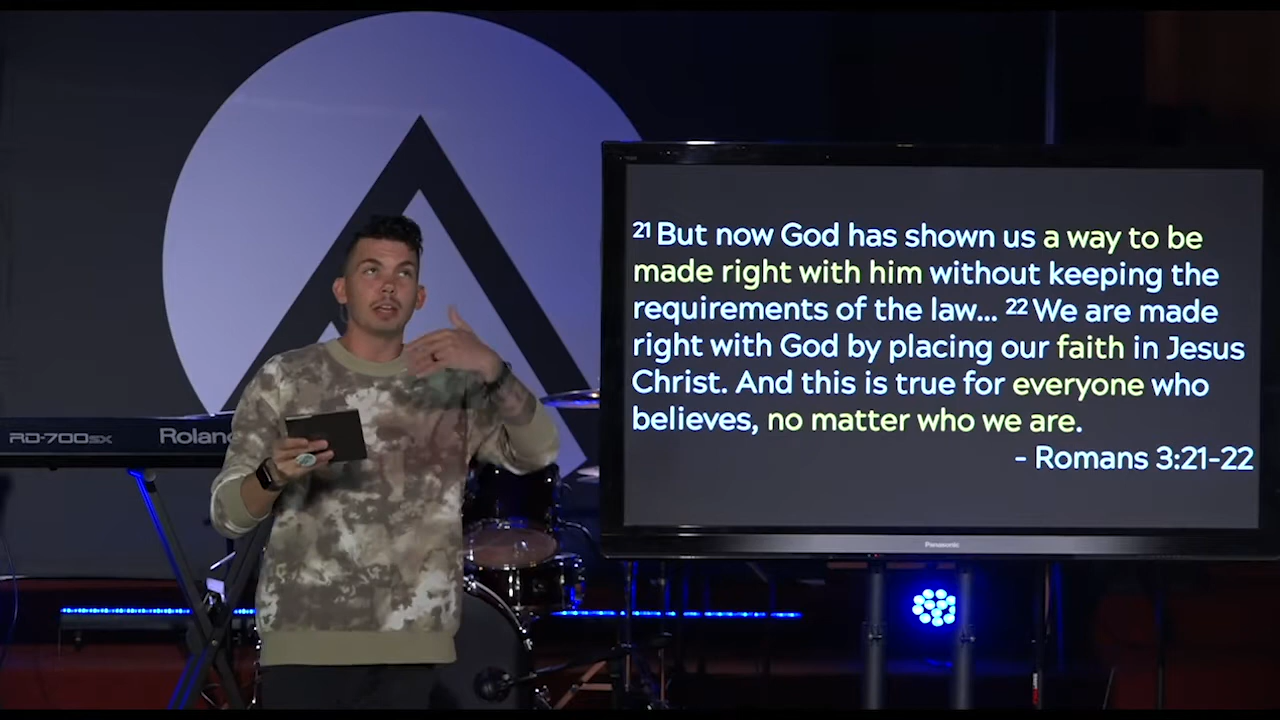 21 But now God has shown us a way to be
made right with him without keeping the
requirements of the law... 22 We are made
right with God by placing our faith in Jesus
Christ. And this is true for everyone who
believes, no matter who we are.
- Romans 3:21-22
RD-700SX Roland
Panasonic